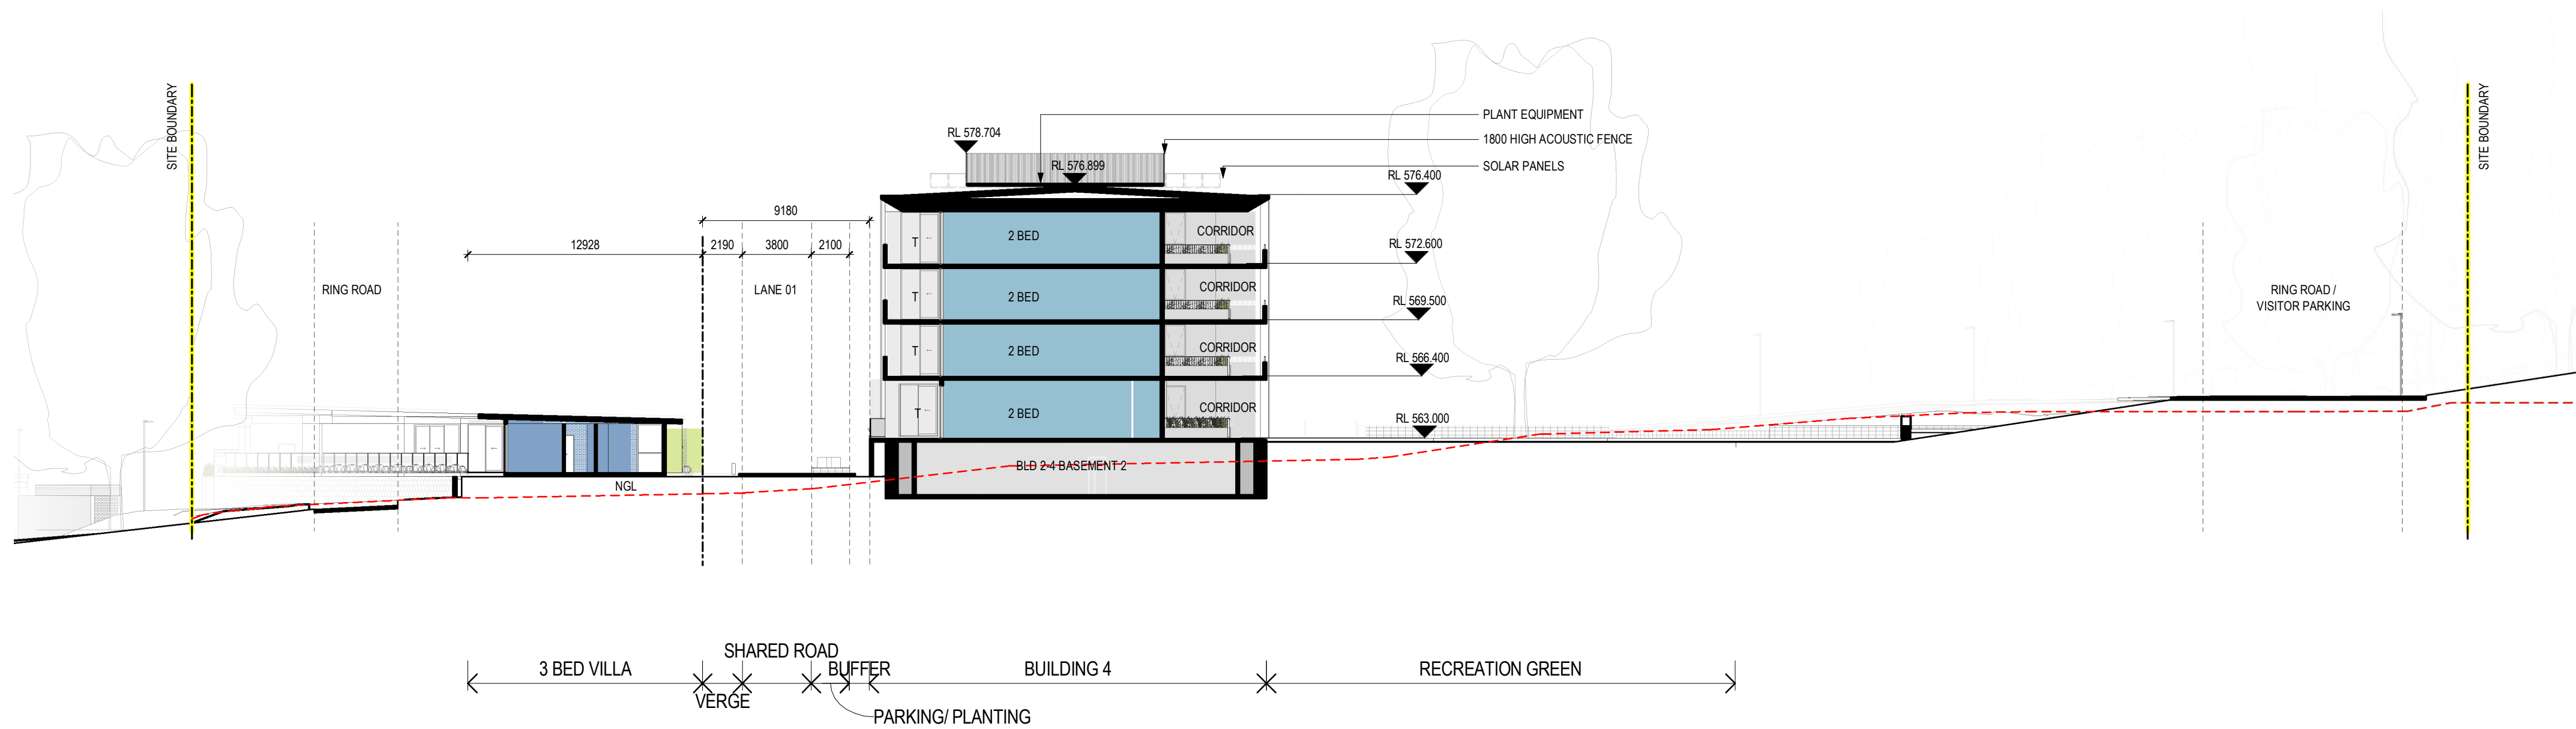 SITE BOUNDARY
SITE BOUNDARY
PLANT EQUIPMENT
1800 HIGH ACOUSTIC FENCE
SOLAR PANELS
RL 578.704
RL 576.899
RL 576.400
9180
12928
2190
3800
2100
T
2 BED
CORRIDOR
RL 572.600
RING ROAD
LANE 01
T
2 BED
CORRIDOR
RL 569.500
RING ROAD /
VISITOR PARKING
T
2 BED
CORRIDOR
RL 566.400
T
2 BED
CORRIDOR
RL 563.000
BLD 2-4 BASEMENT 2
NGL
SHARED ROAD
3 BED VILLA
BUFFER
BUILDING 4
RECREATION GREEN
VERGE
PARKING/ PLANTING